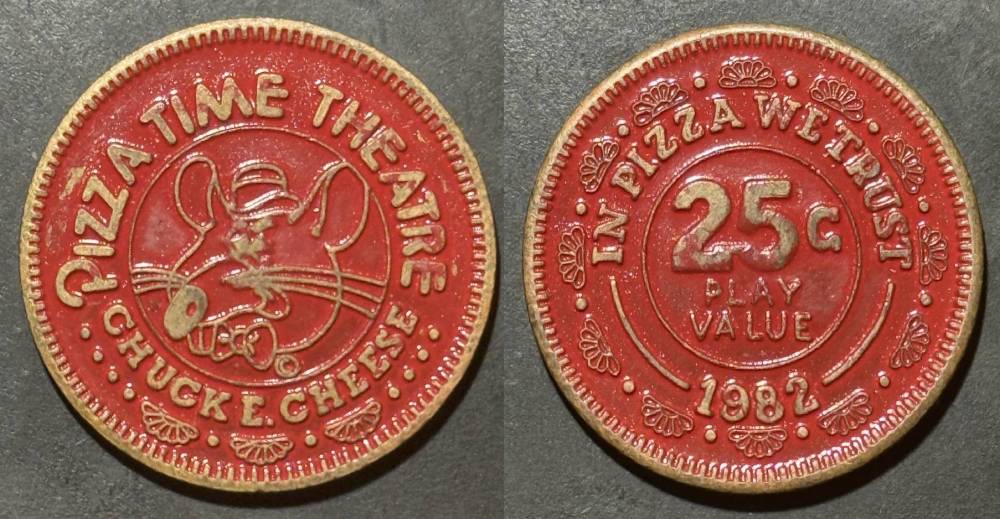 PIZZA TIME THEATRE
CHUCK E. CHEESE
©
IN PIZZA WE TRUST
25¢
PLAY
VALUE
1982